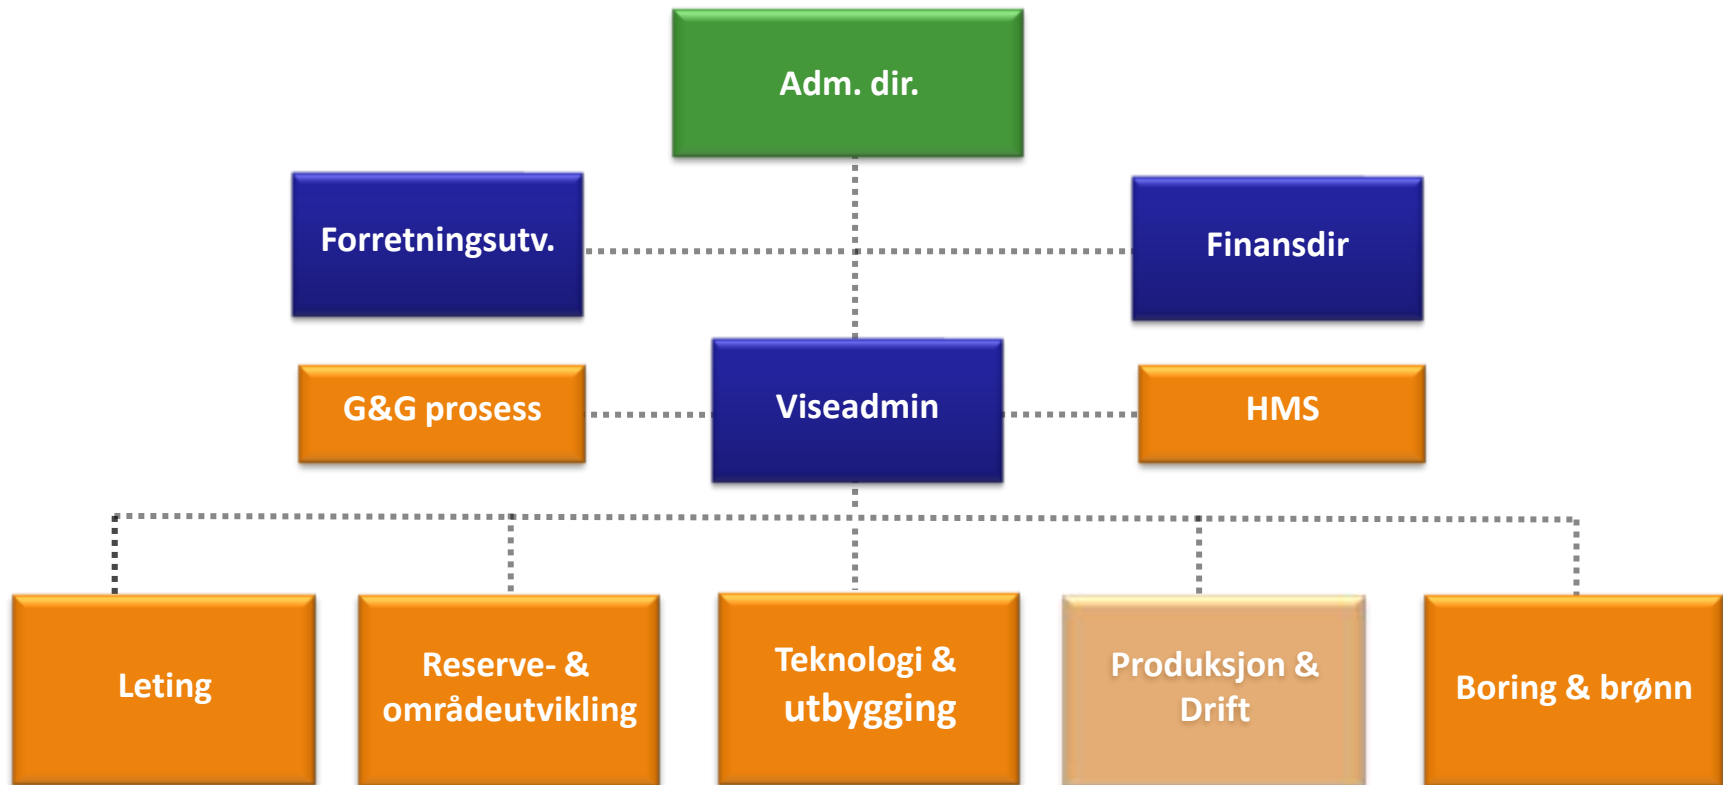 Adm. dir.
Forretningsutv.
Finansdir
G&G prosess
Viseadmin
HMS
Leting
Reserve- &
områdeutvikling
Teknologi &
utbygging
Produksjon &
Drift
Boring & brønn